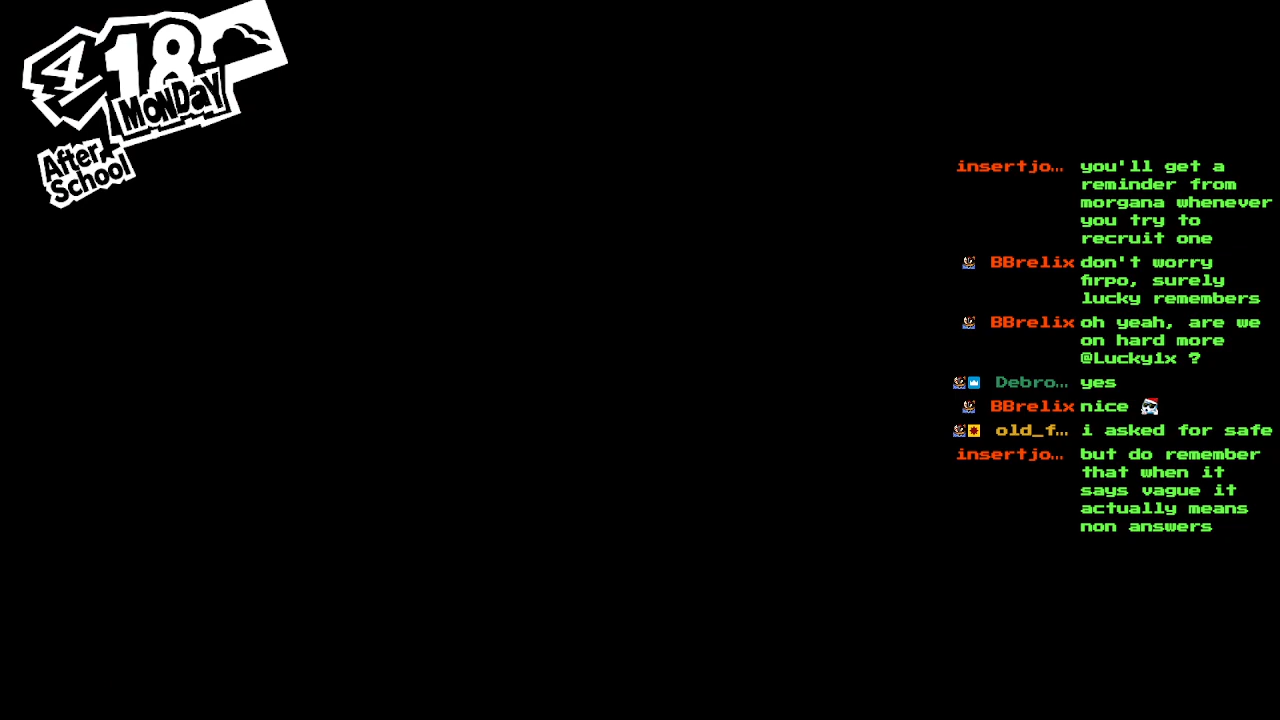 4 18
MONDAY
After
School
insertjo... you'll get a
reminder from
morgana whenever
you try to
recruit one
BBrelix don't worry
firpo, surely
lucky remembers
BBrelix oh yeah, are we
on hard more
@Lucky1x ?
Debro... yes
BBrelix nice
old_f... i asked for safe
insertjo... but do remember
that when it
says vague it
actually means
non answers